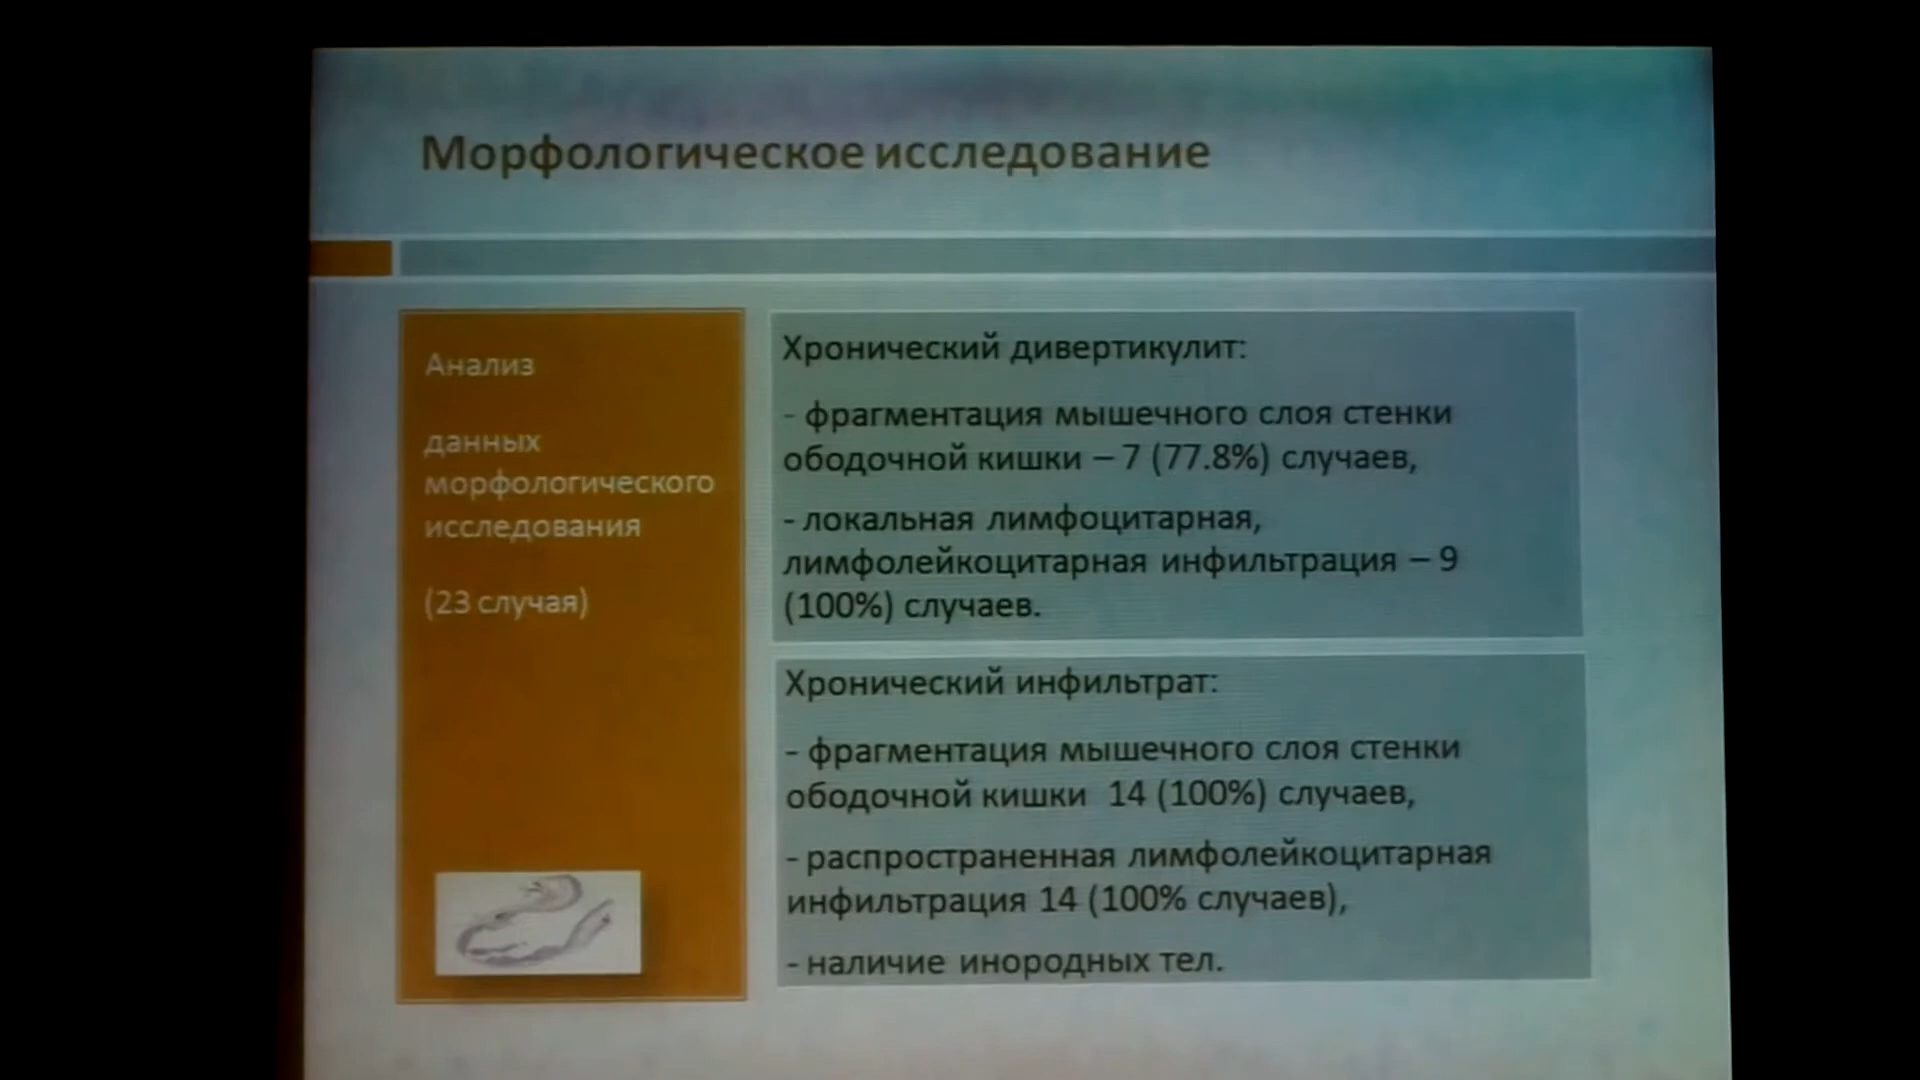 Морфологическое исследование
Анализ
данных
морфологического
исследования
(23 случая)
Хронический дивертикулит:
- фрагментация мышечного слоя стенки
ободочной кишки – 7 (77.8%) случаев,
- локальная лимфоцитарная,
лимфолейкоцитарная инфильтрация – 9
(100%) случаев.
Хронический инфильтрат:
- фрагментация мышечного слоя стенки
ободочной кишки 14 (100%) случаев,
- распространенная лимфолейкоцитарная
инфильтрация 14 (100% случаев),
- наличие инородных тел.